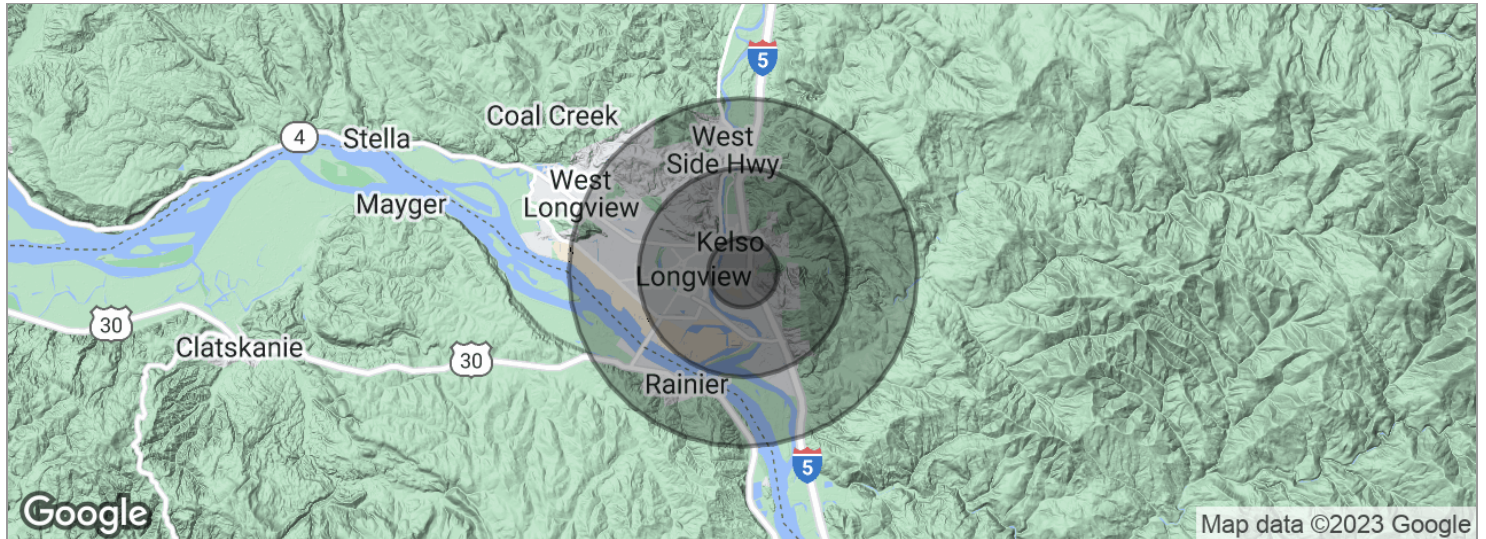 5
Coal Creek
4
Stella
West
Side Hwy
West
Longview
Mayger
Kelso
Longview
30
Clatskanie
30
Rainier
5
Google
Map data ©2023 Google